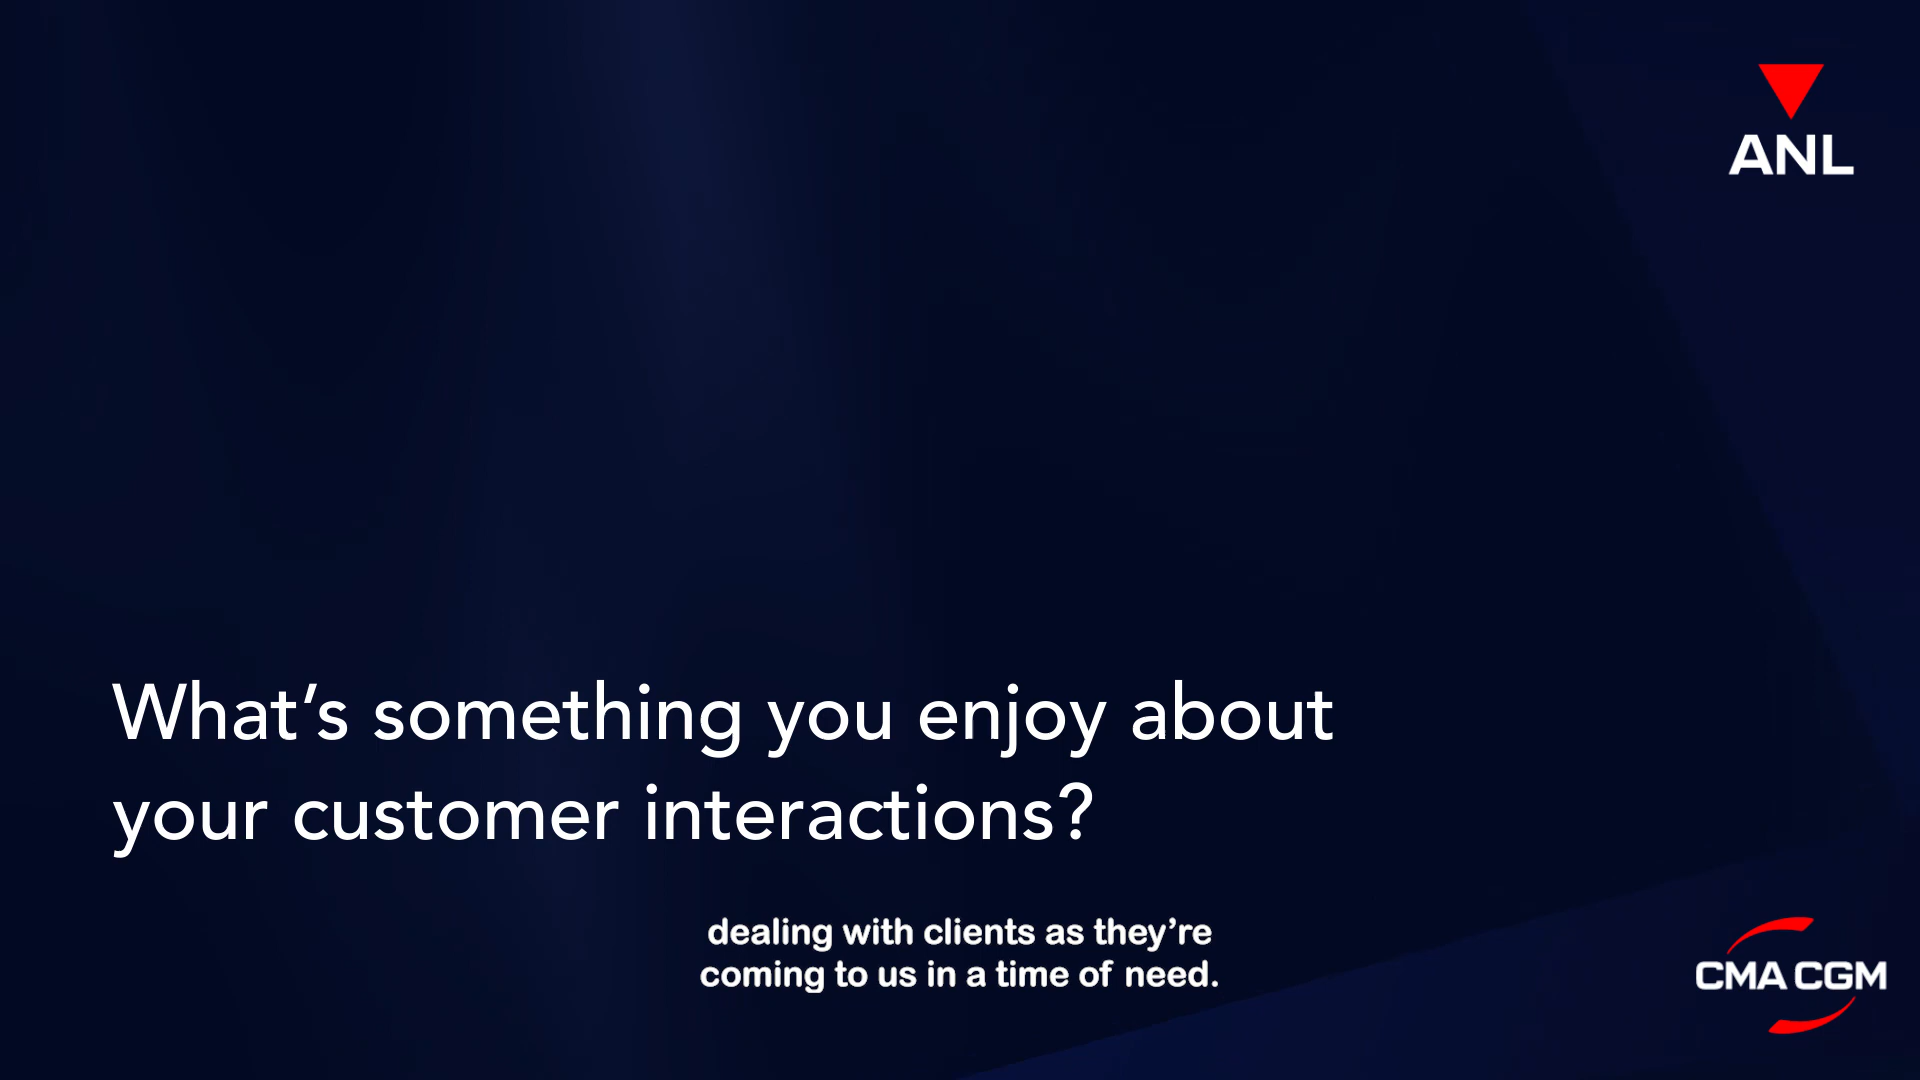 ANL
What‘s something you enjoy about
your customer interactions?
dealing with clients as they’re
coming to us in a time of need.
CMA CGM